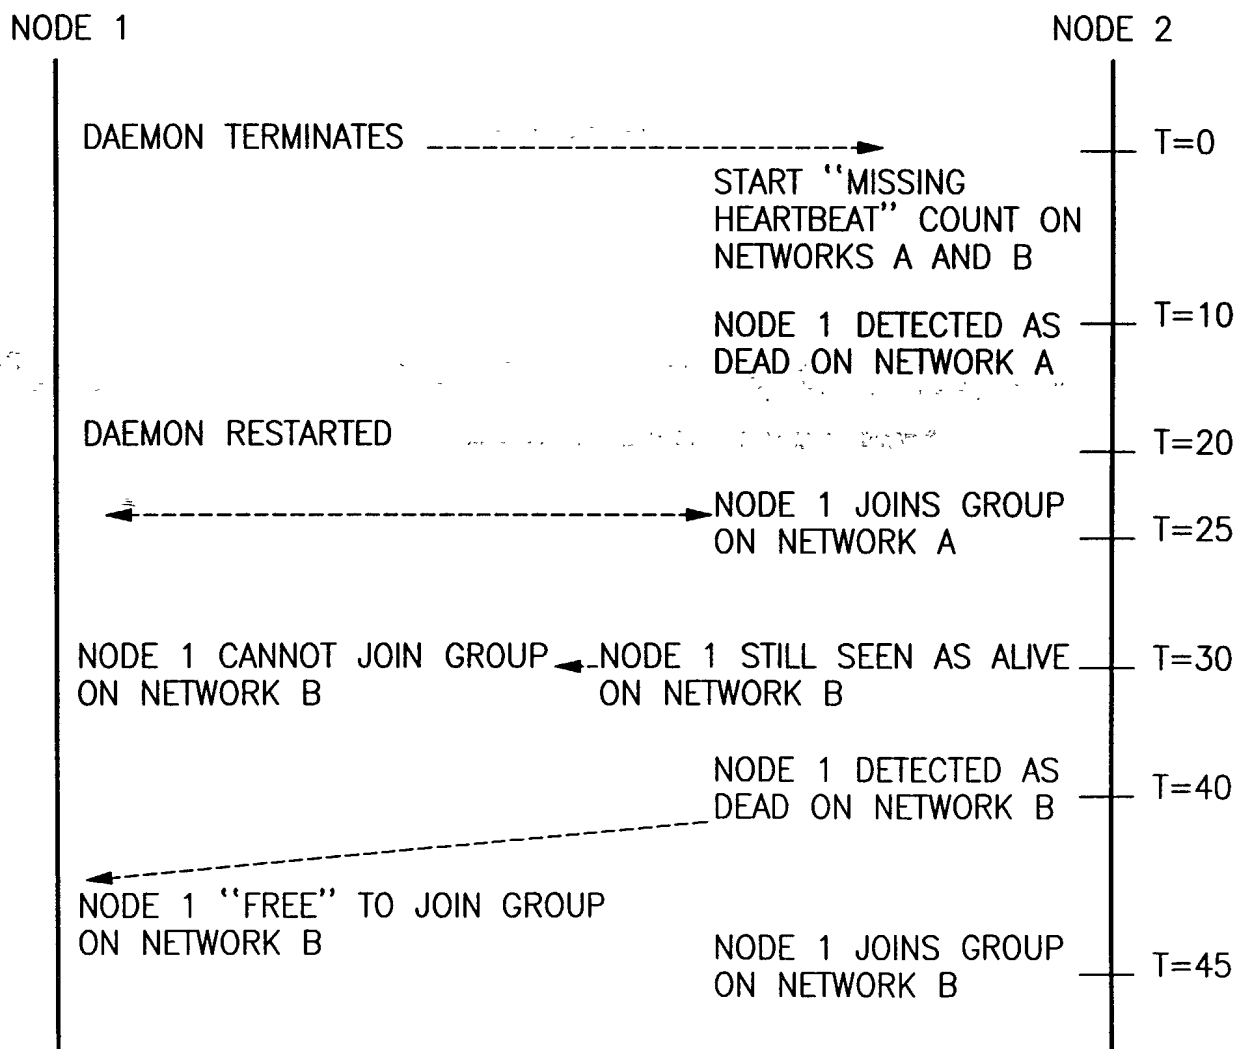 NODE 1
NODE 2
DAEMON TERMINATES
T=0
START ‘‘MISSING
HEARTBEAT’’ COUNT ON
NETWORKS A AND B
NODE 1 DETECTED AS
DEAD ON NETWORK A
T=10
DAEMON RESTARTED
T=20
NODE 1 JOINS GROUP
ON NETWORK A
T=25
NODE 1 CANNOT JOIN GROUP
ON NETWORK B
NODE 1 STILL SEEN AS ALIVE
ON NETWORK B
T=30
NODE 1 DETECTED AS
DEAD ON NETWORK B
T=40
NODE 1 ‘‘FREE’’ TO JOIN GROUP
ON NETWORK B
NODE 1 JOINS GROUP
ON NETWORK B
T=45